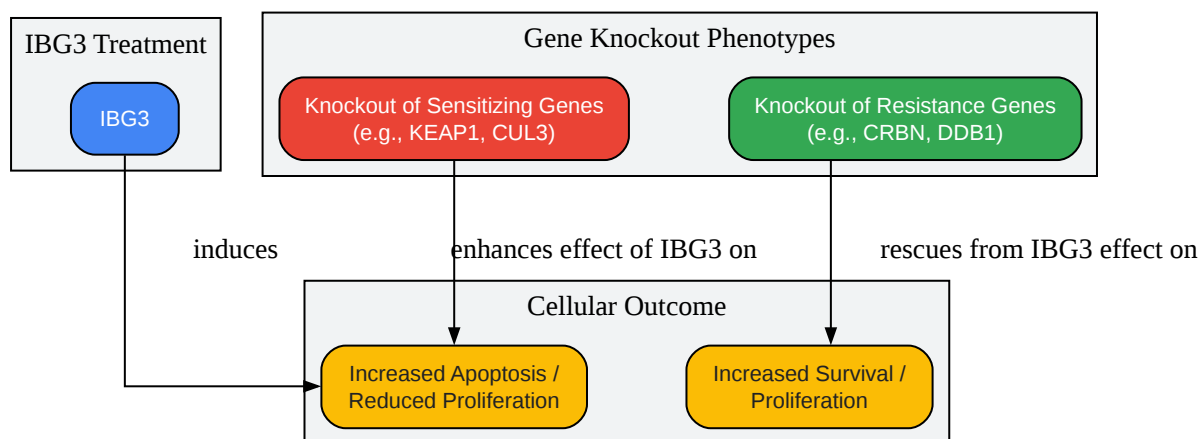 IBG3 Treatment
IBG3
Gene Knockout Phenotypes
Knockout of Sensitizing Genes
(e.g., KEAP1, CUL3)
Knockout of Resistance Genes
(e.g., CRBN, DDB1)
induces
enhances effect of IBG3 on
rescues from IBG3 effect on
Cellular Outcome
Increased Apoptosis /
Reduced Proliferation
Increased Survival /
Proliferation